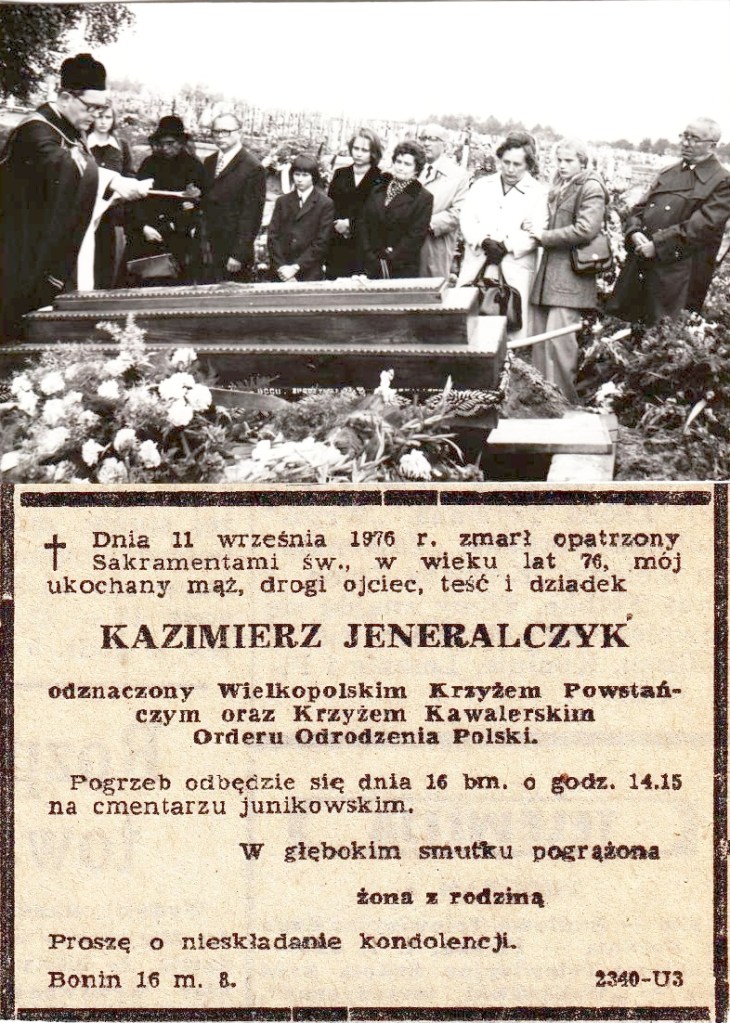 † Dnia 11 września 1976 r. zmarł opatrzony
Sakramentami św., w wieku lat 76, mój
ukochany mąż, drogi ojciec, teść i dziadek
KAZIMIERZ JENERALCZYK
odznaczony Wielkopolskim Krzyżem Powstań-
czym oraz Krzyżem Kawalerskim
Orderu Odrodzenia Polski.
Pogrzeb odbędzie się dnia 16 bm. o godz. 14.15
na cmentarzu junikowskim.
W głębokim smutku pogrążona
żona z rodziną
Proszę o nieskładanie kondolencji.
Bonin 16 m. 8. 2340-U3